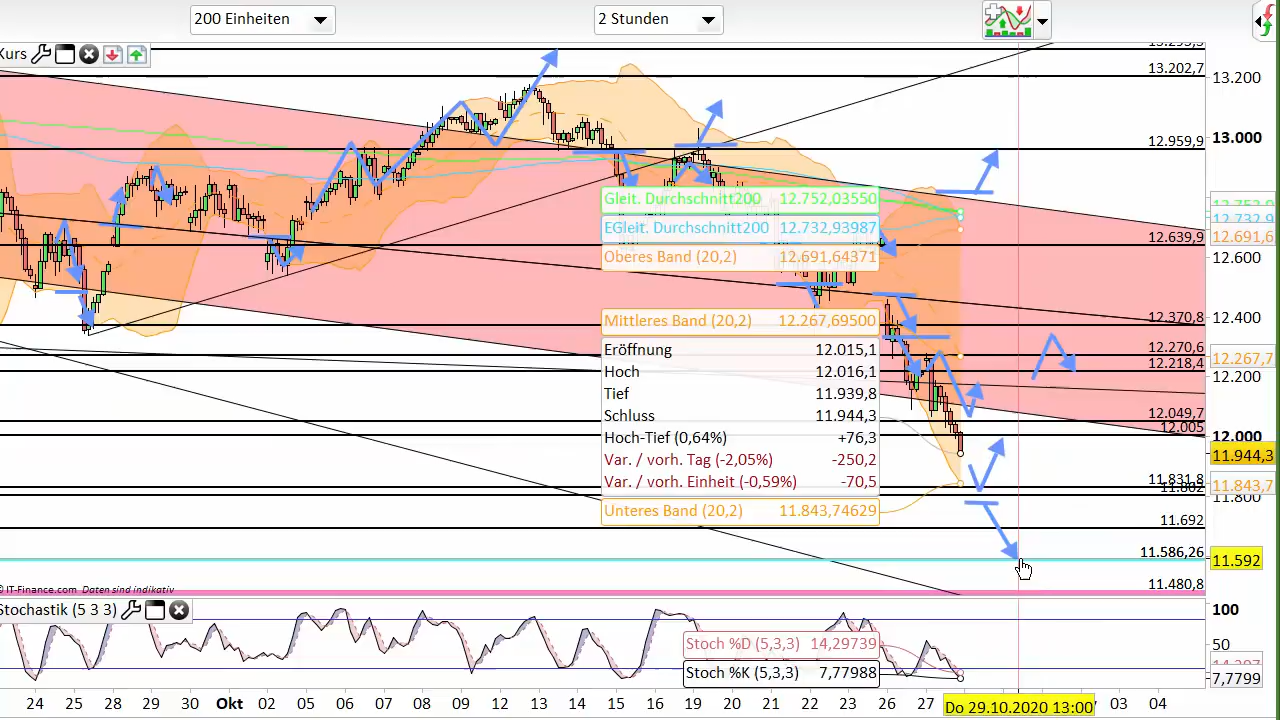 200 Einheiten
2 Stunden
Kurs
13.202,7
13.200
13.000
12.959,9
Gleit. Durchschnitt200 12.752,03550
EGleit. Durchschnitt200 12.732,93987
Oberes Band (20,2) 12.691,64371
12.732,9
12.639,9
12.691,6
12.600
12.400
Mittleres Band (20,2) 12.267,69500
12.370,8
Eröffnung 12.015,1
12.270,6
12.267,7
Hoch 12.016,1
12.218,4
12.200
Tief 11.939,8
Schluss 11.944,3
12.049,7
12.005
Hoch-Tief (0,64%) +76,3
12.000
Var. / vorh. Tag (-2,05%) -250,2
11.944,3
Var. / vorh. Einheit (-0,59%) -70,5
11.831,8
11.802
11.843,7
11.800
Unteres Band (20,2) 11.843,74629
11.692
11.586,26
11.592
11.480,8
© IT-Finance.com Daten sind indikativ
Stochastik (5 3 3)
100
Stoch %D (5,3,3) 14,29739
50
Stoch %K (5,3,3) 7,77988
7,7799
24 25 28 29 30 Okt 02 05 06 07 08 09 12 13 14 15 16 19 20 21 22 23 26 27 Do 29.10.2020 13:00 03 04